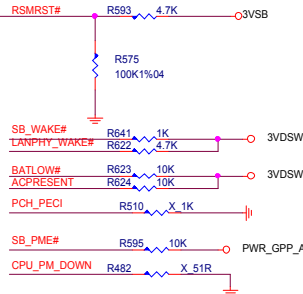 RSMRST# R593 4.7K 3VSB
R575
100K1%04
SB_WAKE# R641 1K 3VDSW
LANPHY_WAKE# R622 4.7K
BATLOW# R623 10K 3VDSW
ACPRESENT R624 10K
PCH_PECI R510 X_1K
SB_PME# R595 10K PWR_GPP_A
CPU_PM_DOWN R482 X_51R